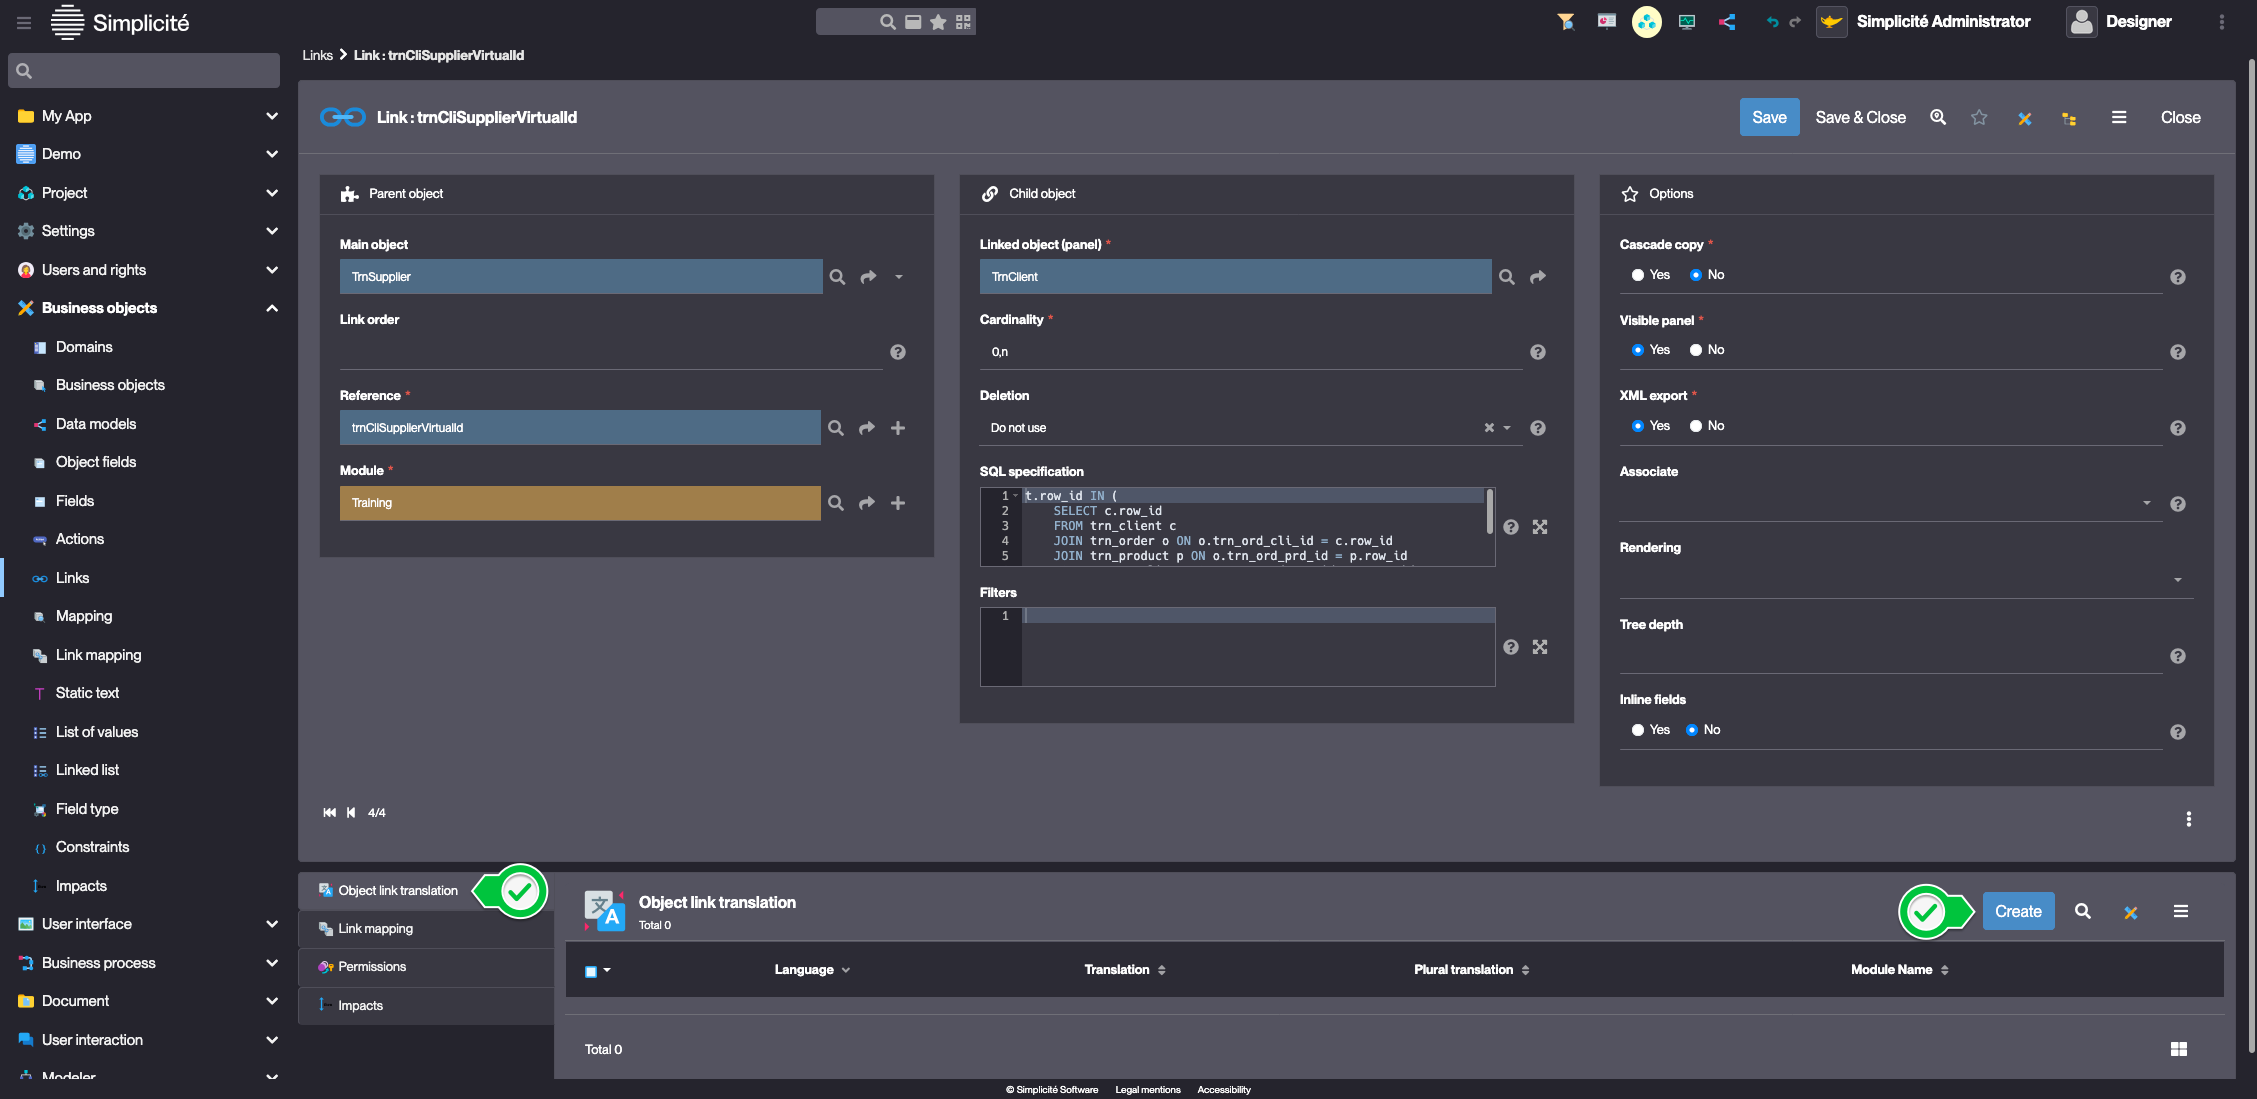 Simplicité
Simplicité Administrator
Designer
Links
Link : trnCliSupplierVirtualId
My App
Demo
Project
Settings
Users and rights
Business objects
Domains
Business objects
Data models
Object fields
Fields
Actions
Links
Mapping
Link mapping
Static text
List of values
Linked list
Field type
Constraints
Impacts
User interface
Business process
Document
User interaction
Modeler
Link : trnCliSupplierVirtualId
Save
Save & Close
Close
Parent object
Main object
TrnSupplier
Link order
Reference *
trnCliSupplierVirtualId
Module *
Training
Child object
Linked object (panel) *
TrnClient
Cardinality *
0,n
Deletion
Do not use
SQL specification
1 t.row_id IN (
2 SELECT c.row_id
3 FROM trn_client c
4 JOIN trn_order o ON o.trn_ord_cli_id = c.row_id
5 JOIN trn_product p ON o.trn_ord_prd_id = p.row_id
Filters
1
Options
Cascade copy *
Yes No
Visible panel *
Yes No
XML export *
Yes No
Associate
Rendering
Tree depth
Inline fields
Yes No
4/4
Object link translation
Link mapping
Permissions
Impacts
Object link translation
Total 0
Create
Language
Translation
Plural translation
Module Name
Total 0
© Simplicité Software
Legal mentions
Accessibility